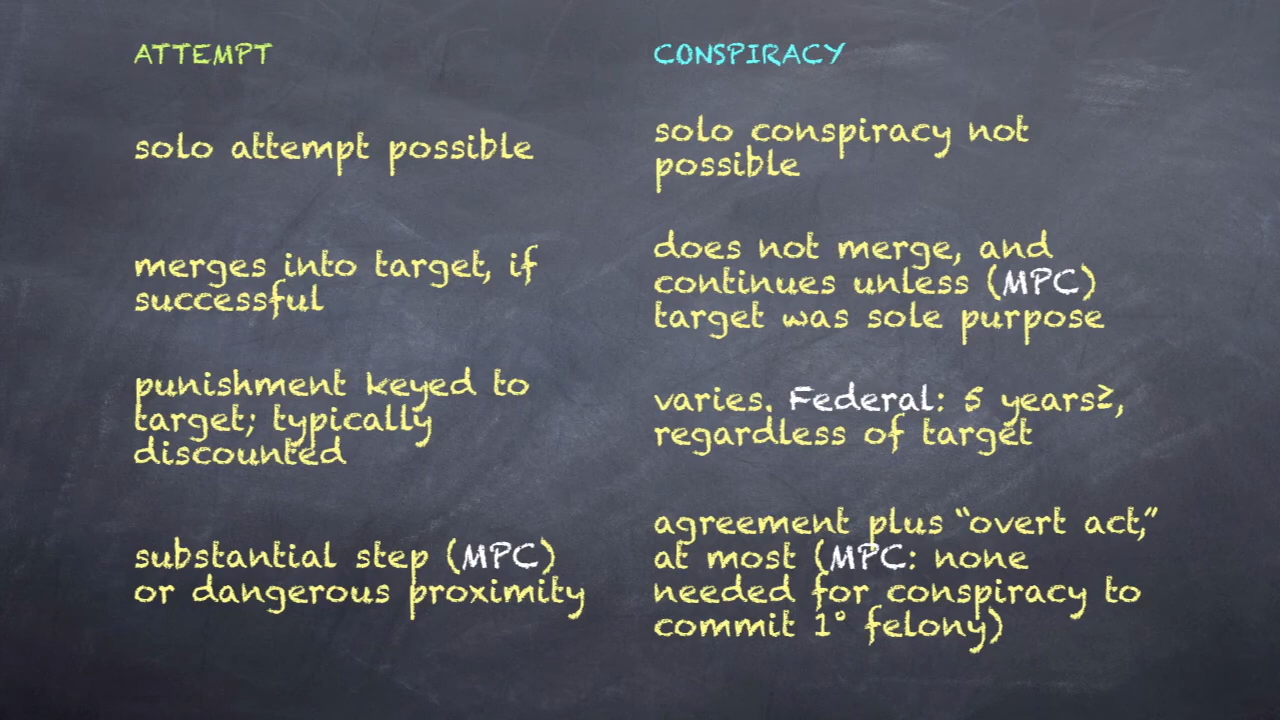 ATTEMPT
CONSPIRACY
solo attempt possible
solo conspiracy not
possible
merges into target, if
successful
does not merge, and
continues unless (MPC)
target was sole purpose
punishment keyed to
target; typically
discounted
varies. Federal: 5 years≥,
regardless of target
substantial step (MPC)
or dangerous proximity
agreement plus “overt act,”
at most (MPC: none
needed for conspiracy to
commit 1° felony)